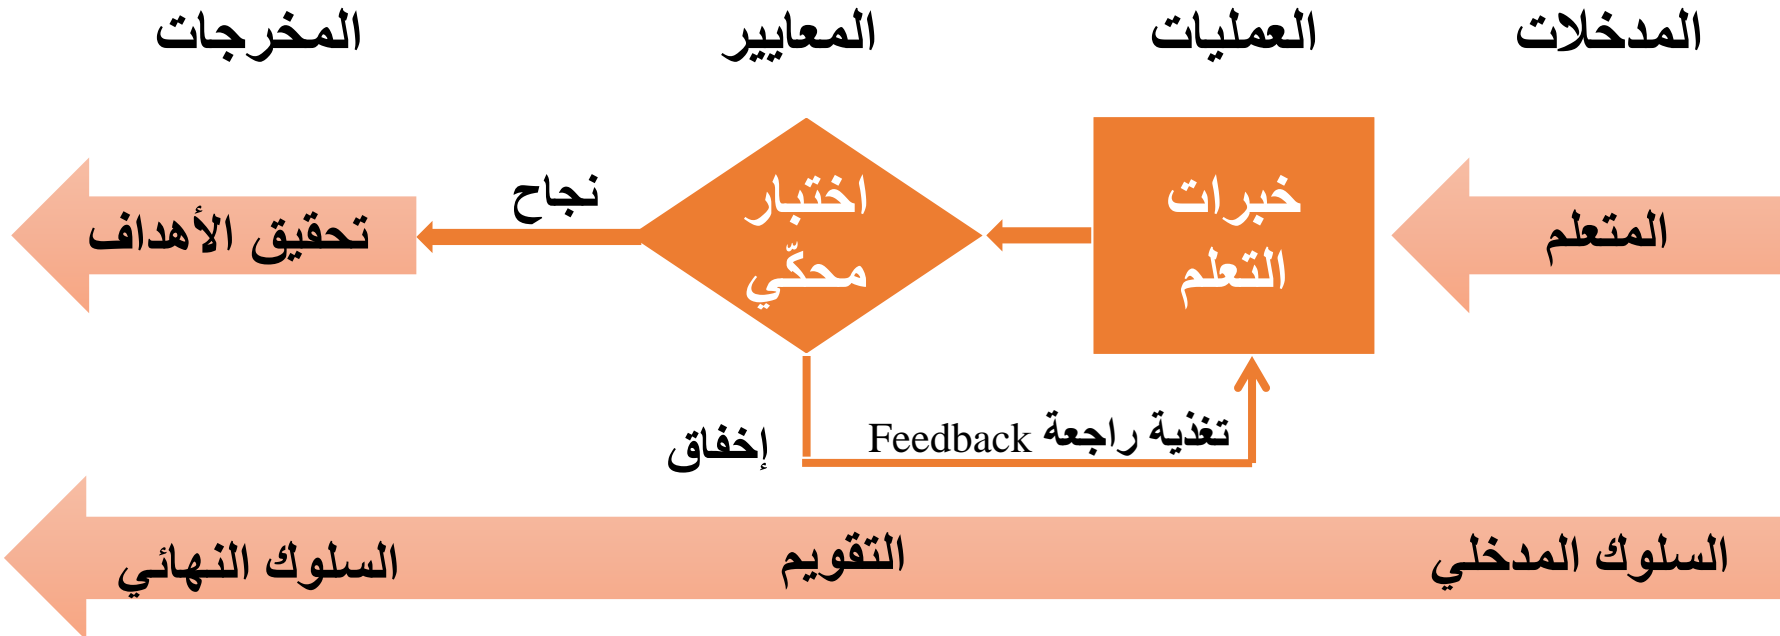 المدخلات
العمليات
المعايير
المخرجات
المتعلم
خبرات
التعلم
اختبار
محكّي
نجاح
تحقيق الأهداف
تغذية راجعة Feedback
إخفاق
السلوك المدخلي
التقويم
السلوك النهائي